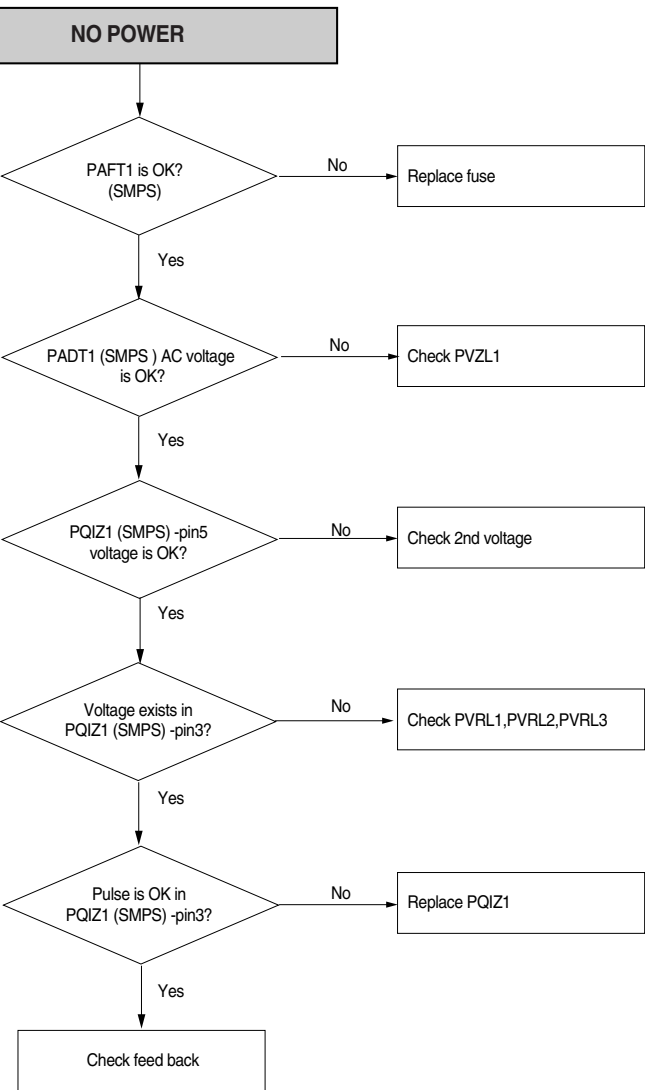 NO POWER
PAFT1 is OK?
(SMPS)
No
Replace fuse
Yes
PADT1 (SMPS ) AC voltage
is OK?
No
Check PVZL1
Yes
PQIZ1 (SMPS) -pin5
voltage is OK?
No
Check 2nd voltage
Yes
Voltage exists in
PQIZ1 (SMPS) -pin3?
No
Check PVRL1,PVRL2,PVRL3
Yes
Pulse is OK in
PQIZ1 (SMPS) -pin3?
No
Replace PQIZ1
Yes
Check feed back